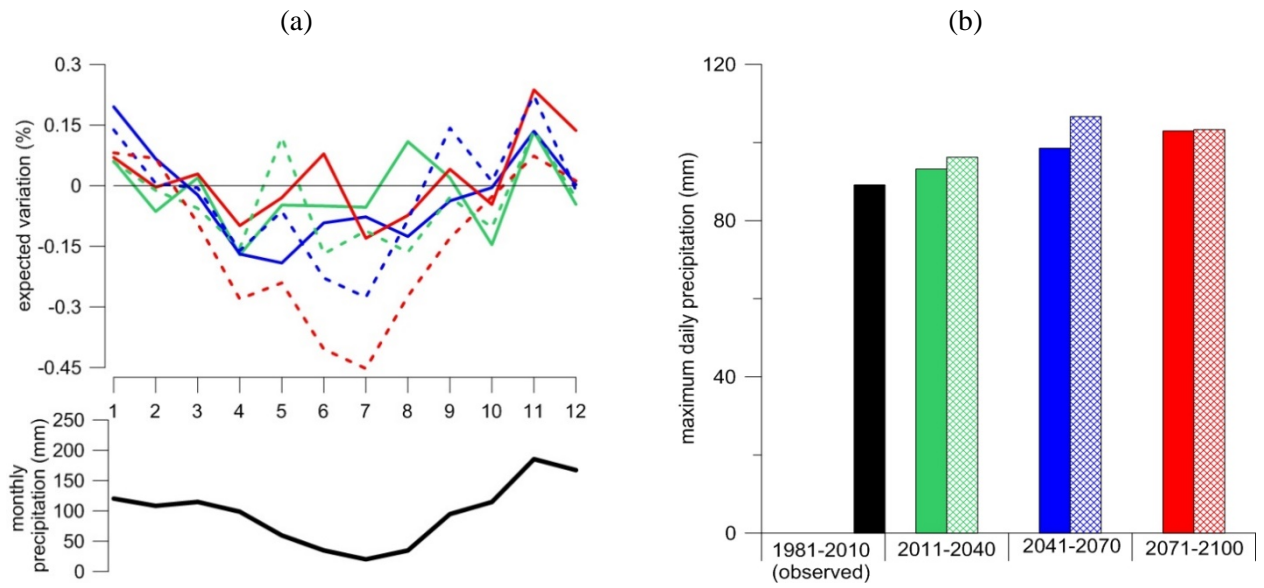 (a)
(b)
0.3
0.15
0
-0.15
-0.3
-0.45
expected variation (%)
1 2 3 4 5 6 7 8 9 10 11 12
250
200
150
100
50
0
monthly
precipitation (mm)
120
80
40
0
maximum daily precipitation (mm)
1981-2010
(observed)
2011-2040
2041-2070
2071-2100